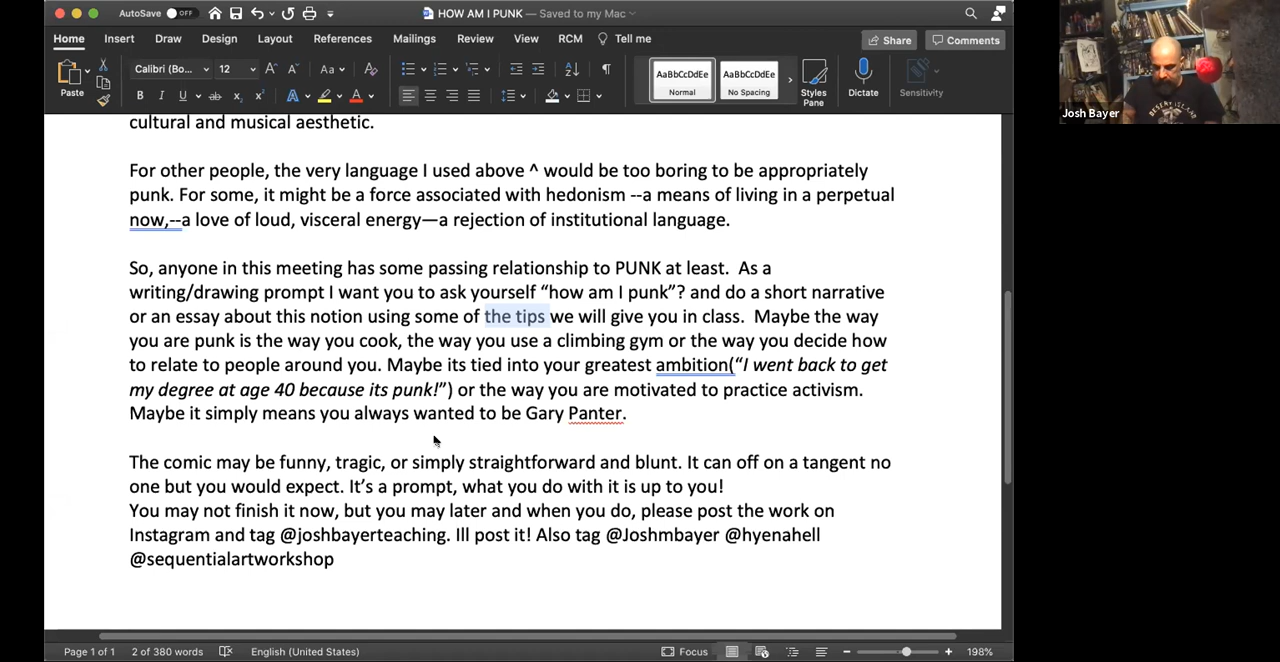 AutoSave OFF HOW AM I PUNK — Saved to my Mac
Home Insert Draw Design Layout References Mailings Review View RCM Tell me Share Comments
Paste Calibri (Bo... 12 Aa AaBbCcDdEe Normal AaBbCcDdEe No Spacing Styles Pane Dictate Sensitivity
B I U ab x₂ x² A A
Josh Bayer
cultural and musical aesthetic.
For other people, the very language I used above ^ would be too boring to be appropriately
punk. For some, it might be a force associated with hedonism --a means of living in a perpetual
now,--a love of loud, visceral energy—a rejection of institutional language.
So, anyone in this meeting has some passing relationship to PUNK at least.  As a
writing/drawing prompt I want you to ask yourself “how am I punk”? and do a short narrative
or an essay about this notion using some of the tips we will give you in class.  Maybe the way
you are punk is the way you cook, the way you use a climbing gym or the way you decide how
to relate to people around you. Maybe its tied into your greatest ambition(“I went back to get
my degree at age 40 because its punk!”) or the way you are motivated to practice activism.
Maybe it simply means you always wanted to be Gary Panter.
The comic may be funny, tragic, or simply straightforward and blunt. It can off on a tangent no
one but you would expect. It’s a prompt, what you do with it is up to you!
You may not finish it now, but you may later and when you do, please post the work on
Instagram and tag @joshbayerteaching. Ill post it! Also tag @Joshmbayer @hyenahell
@sequentialartworkshop
Page 1 of 1 2 of 380 words English (United States) Focus 198%